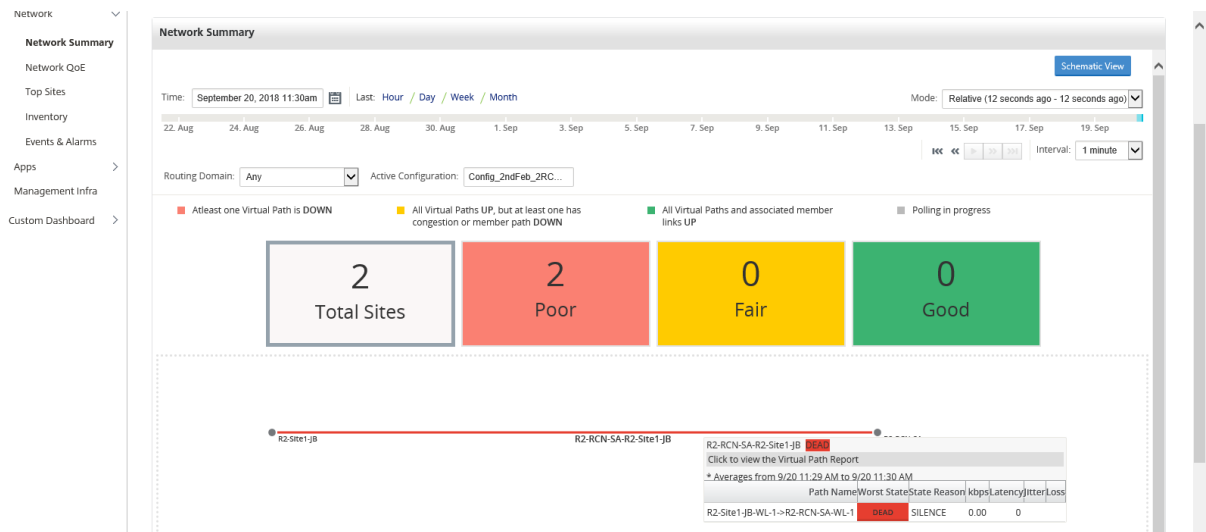 Network
Network Summary
Network QoE
Top Sites
Inventory
Events & Alarms
Apps
Management Infra
Custom Dashboard
Network Summary
Schematic View
Time: September 20, 2018 11:30am Last: Hour / Day / Week / Month
Mode: Relative (12 seconds ago - 12 seconds ago)
22. Aug 24. Aug 26. Aug 28. Aug 30. Aug 1. Sep 3. Sep 5. Sep 7. Sep 9. Sep 11. Sep 13. Sep 15. Sep 17. Sep 19. Sep
Interval: 1 minute
Routing Domain: Any Active Configuration: Config_2ndFeb_2RC...
Atleast one Virtual Path is DOWN
All Virtual Paths UP, but at least one has
congestion or member path DOWN
All Virtual Paths and associated member
links UP
Polling in progress
2
Total Sites
2
Poor
0
Fair
0
Good
R2-Site1-JB
R2-RCN-SA-R2-Site1-JB
R2-RCN-SA-R2-Site1-JB DEAD
Click to view the Virtual Path Report
* Averages from 9/20 11:29 AM to 9/20 11:30 AM
Path Name Worst State State Reason kbps Latency Jitter Loss
R2-Site1-JB-WL-1->R2-RCN-SA-WL-1 DEAD SILENCE 0.00 0